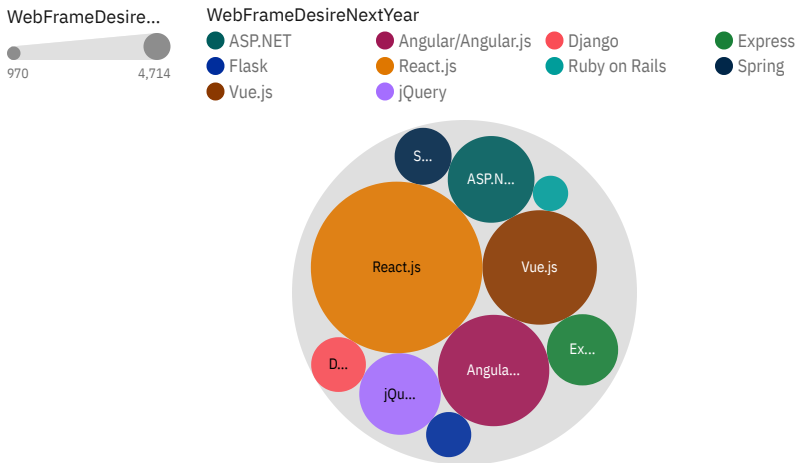 WebFrameDesire...
970 4,714
WebFrameDesireNextYear
ASP.NET Angular/Angular.js Django Express
Flask React.js Ruby on Rails Spring
Vue.js jQuery
S...
ASP.N...
React.js
Vue.js
Ex...
D...
Angula...
jQu...